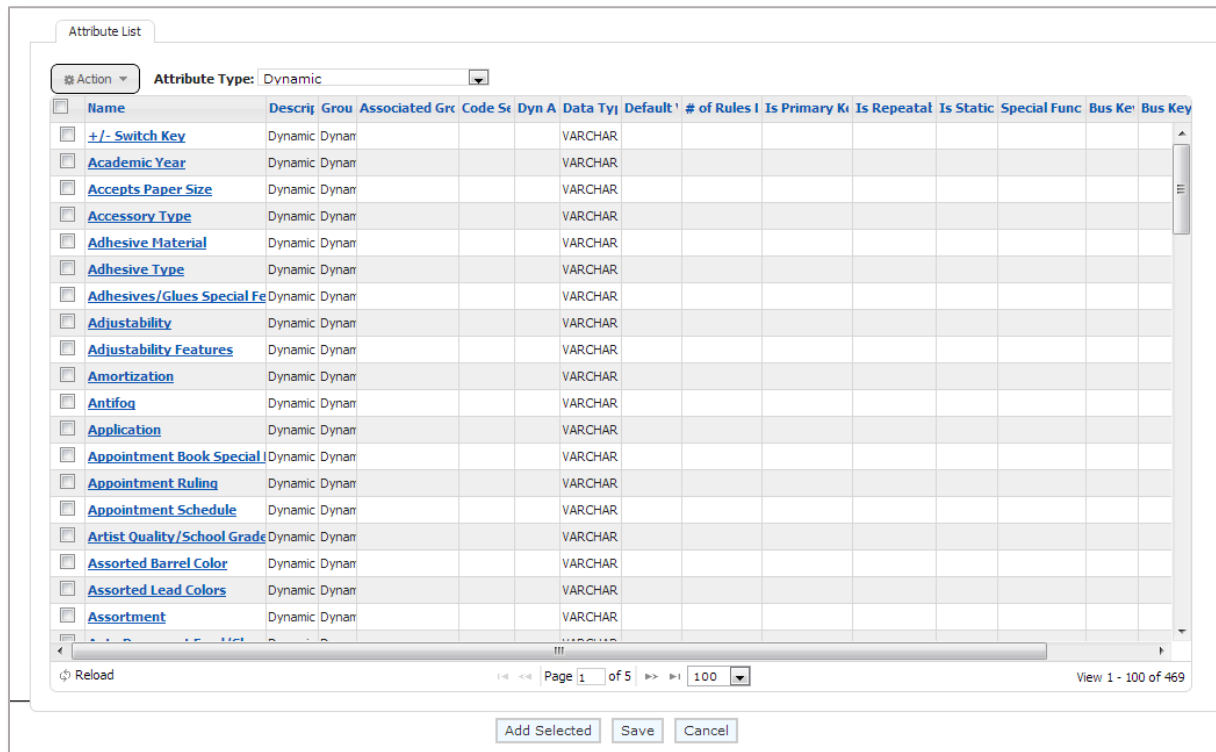 Attribute List
Action Attribute Type: Dynamic
Name Descrip Grou Associated Gro Code Se Dyn A Data Typ Default # of Rules I Is Primary Ke Is Repeatab Is Static Special Func Bus Key Bus Key
+/- Switch Key Dynamic Dynam VARCHAR
Academic Year Dynamic Dynam VARCHAR
Accepts Paper Size Dynamic Dynam VARCHAR
Accessory Type Dynamic Dynam VARCHAR
Adhesive Material Dynamic Dynam VARCHAR
Adhesive Type Dynamic Dynam VARCHAR
Adhesives/Glues Special Fe Dynamic Dynam VARCHAR
Adjustability Dynamic Dynam VARCHAR
Adjustability Features Dynamic Dynam VARCHAR
Amortization Dynamic Dynam VARCHAR
Antifog Dynamic Dynam VARCHAR
Application Dynamic Dynam VARCHAR
Appointment Book Special Dynamic Dynam VARCHAR
Appointment Ruling Dynamic Dynam VARCHAR
Appointment Schedule Dynamic Dynam VARCHAR
Artist Quality/School Grade Dynamic Dynam VARCHAR
Assorted Barrel Color Dynamic Dynam VARCHAR
Assorted Lead Colors Dynamic Dynam VARCHAR
Assortment Dynamic Dynam VARCHAR
Reload Page 1 of 5 100 View 1 - 100 of 469
Add Selected Save Cancel